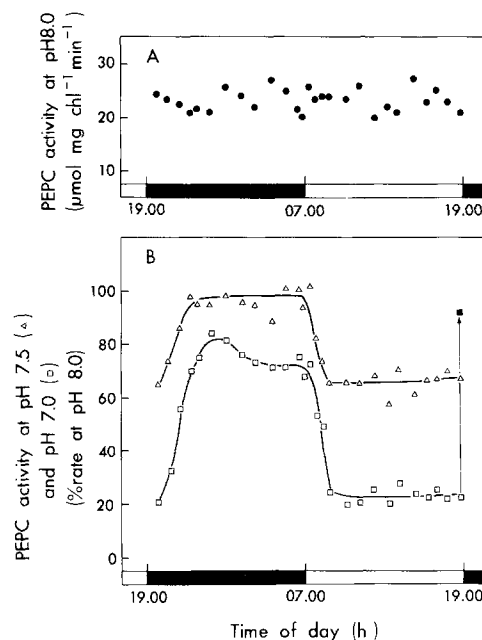 A
PEPC activity at pH8.0
(μmol mg chl⁻¹ min⁻¹)
30
20
10
19.00
07.00
19.00
B
PEPC activity at pH 7.5 (▵)
and pH 7.0 (▫)
(%rate at pH 8.0)
100
80
60
40
20
0
19.00
07.00
19.00
Time of day (h)